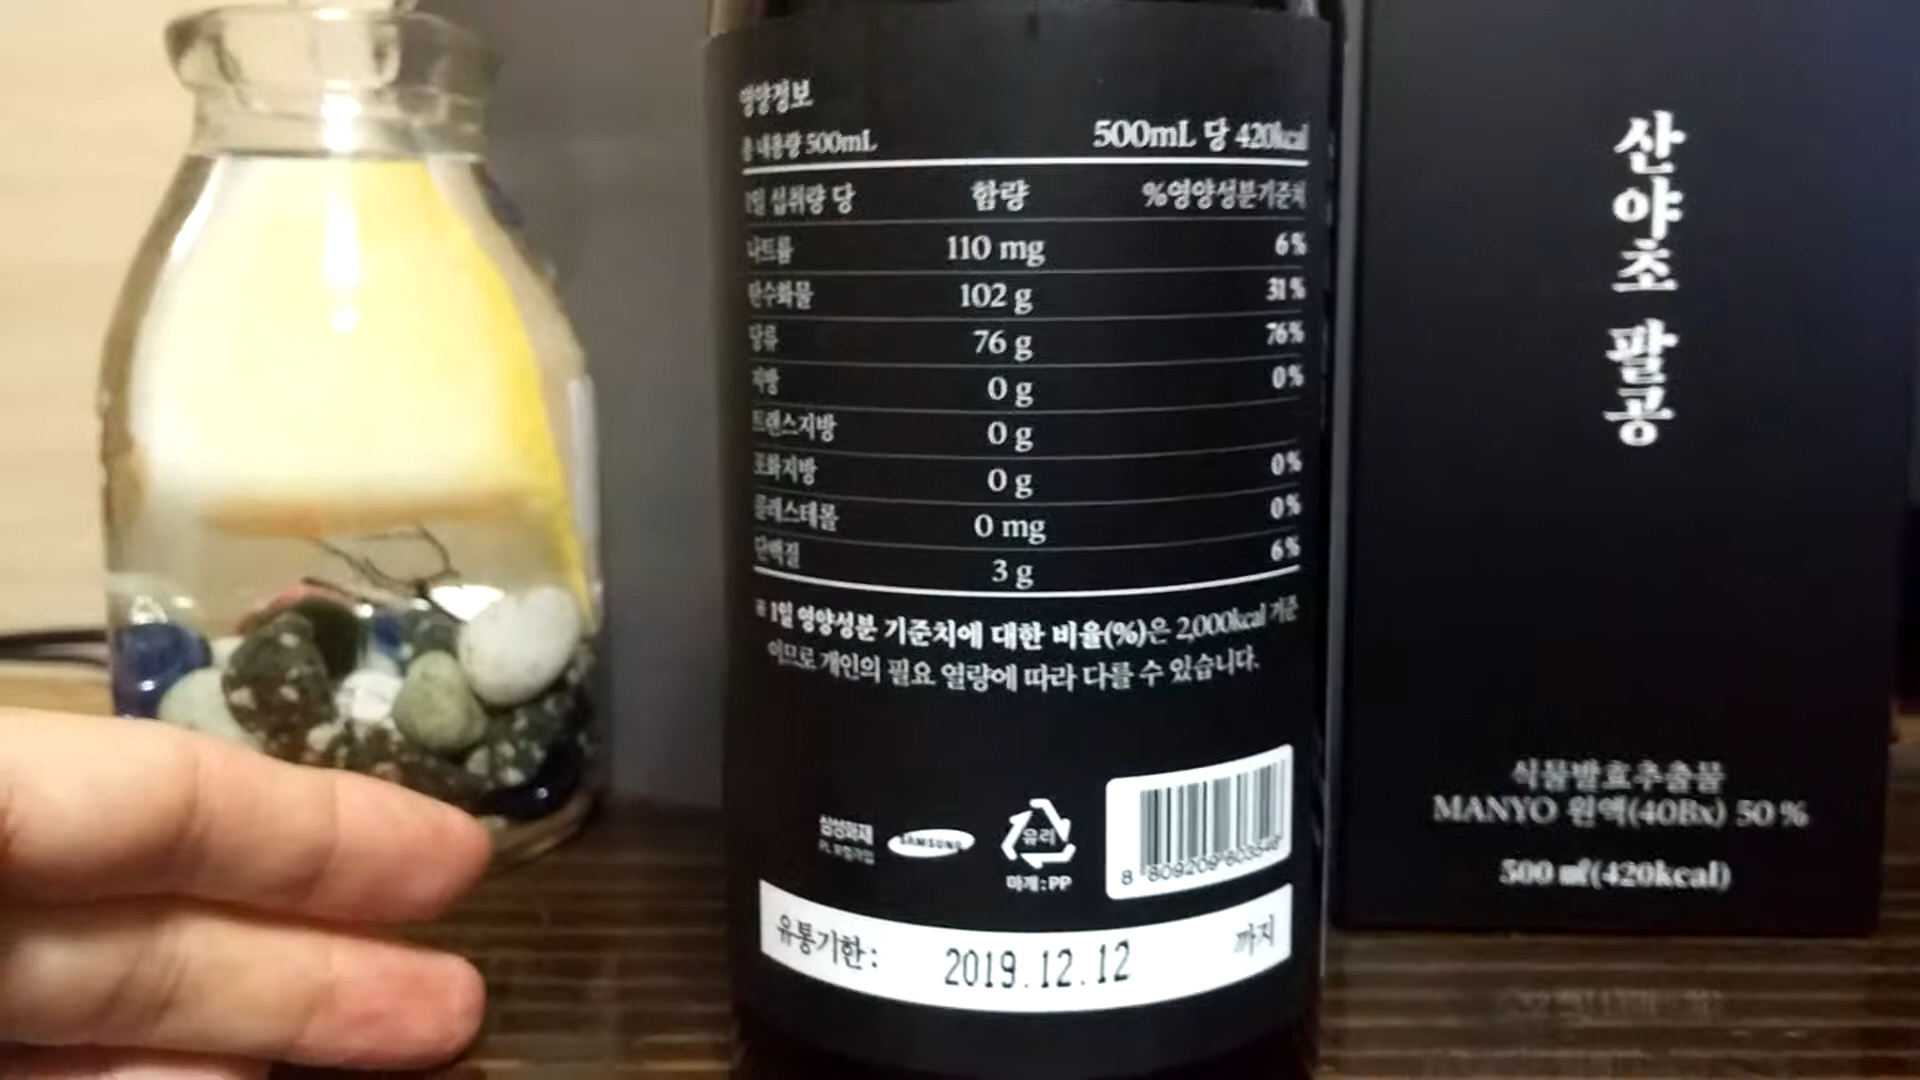 영양정보
총 내용량 500mL
500mL 당 420kcal
1일 섭취량 당 함량 %영양성분기준치
나트륨 110 mg 6%
탄수화물 102 g 31%
당류 76 g 76%
지방 0 g 0%
트랜스지방 0 g
포화지방 0 g 0%
콜레스테롤 0 mg 0%
단백질 3 g 6%
※ 1일 영양성분 기준치에 대한 비율(%)은 2,000kcal 기준
이므로 개인의 필요 열량에 따라 다를 수 있습니다.
삼성화재
PL 보험가입
SAMSUNG
유리
마개 : PP
유통기한 : 2019.12.12 까지
산야초 팔공
식물발효추출물
MANYO 원액(40Bx) 50 %
500 ㎖(420kcal)